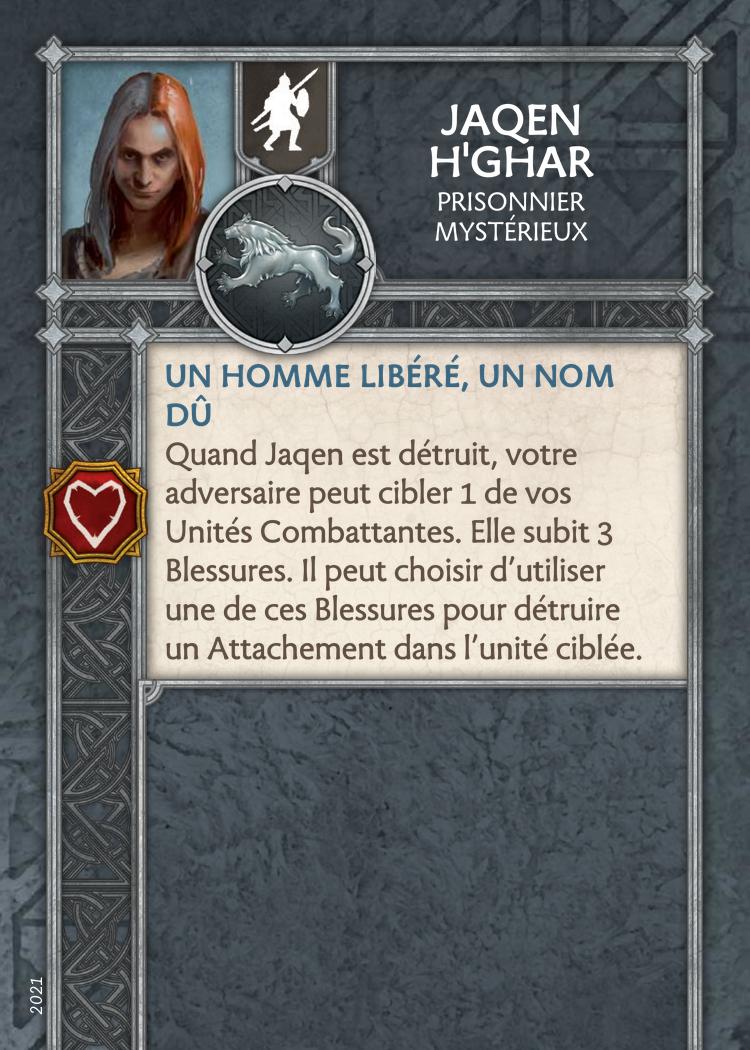 JAQEN
H'GHAR
PRISONNIER
MYSTÉRIEUX
UN HOMME LIBÉRÉ, UN NOM
DÛ
Quand Jaqen est détruit, votre
adversaire peut cibler 1 de vos
Unités Combattantes. Elle subit 3
Blessures. Il peut choisir d’utiliser
une de ces Blessures pour détruire
un Attachement dans l’unité ciblée.
2021